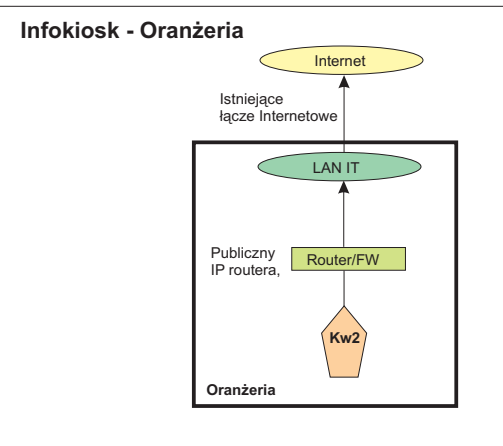 Infokiosk - Oranżeria
Internet
Istniejące
łącze Internetowe
LAN IT
Publiczny
IP routera,
Router/FW
Kw2
Oranżeria